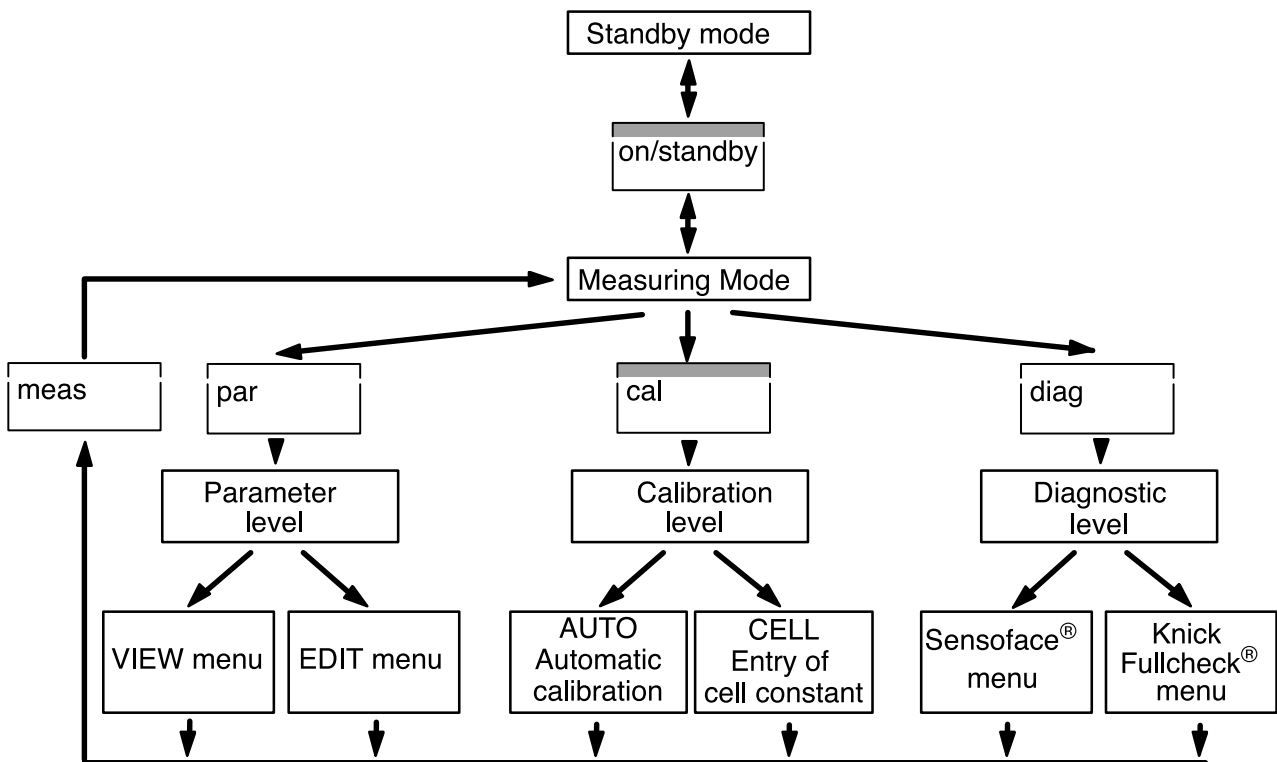 Standby mode
on/standby
Measuring Mode
meas
par
cal
diag
Parameter
level
Calibration
level
Diagnostic
level
VIEW menu
EDIT menu
AUTO
Automatic
calibration
CELL
Entry of
cell constant
Sensoface®
menu
Knick
Fullcheck®
menu